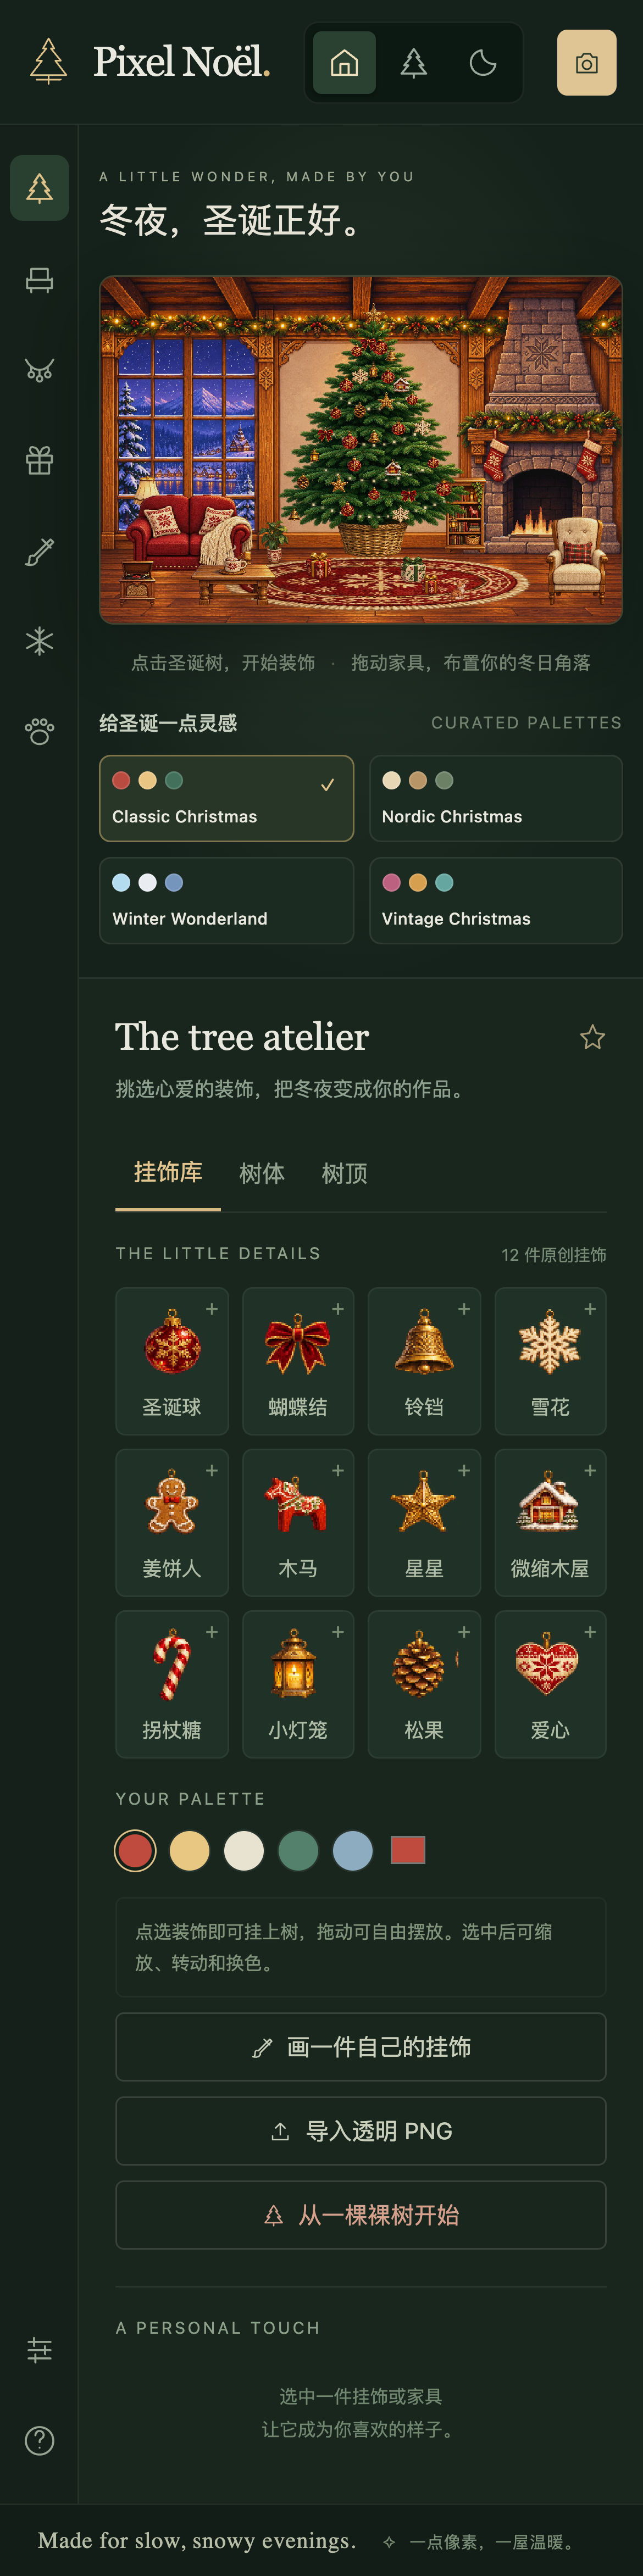 Pixel Noël.
A LITTLE WONDER, MADE BY YOU
冬夜，圣诞正好。
点击圣诞树，开始装饰 · 拖动家具，布置你的冬日角落
给圣诞一点灵感 CURATED PALETTES
Classic Christmas Nordic Christmas
Winter Wonderland Vintage Christmas
The tree atelier
挑选心爱的装饰，把冬夜变成你的作品。
挂饰库 树体 树顶
THE LITTLE DETAILS 12 件原创挂饰
圣诞球 蝴蝶结 铃铛 雪花
姜饼人 木马 星星 微缩木屋
拐杖糖 小灯笼 松果 爱心
YOUR PALETTE
点选装饰即可挂上树，拖动可自由摆放。选中后可缩
放、转动和换色。
画一件自己的挂饰
导入透明 PNG
从一棵裸树开始
A PERSONAL TOUCH
选中一件挂饰或家具
让它成为你喜欢的样子。
Made for slow, snowy evenings. ✧ 一点像素，一屋温暖。